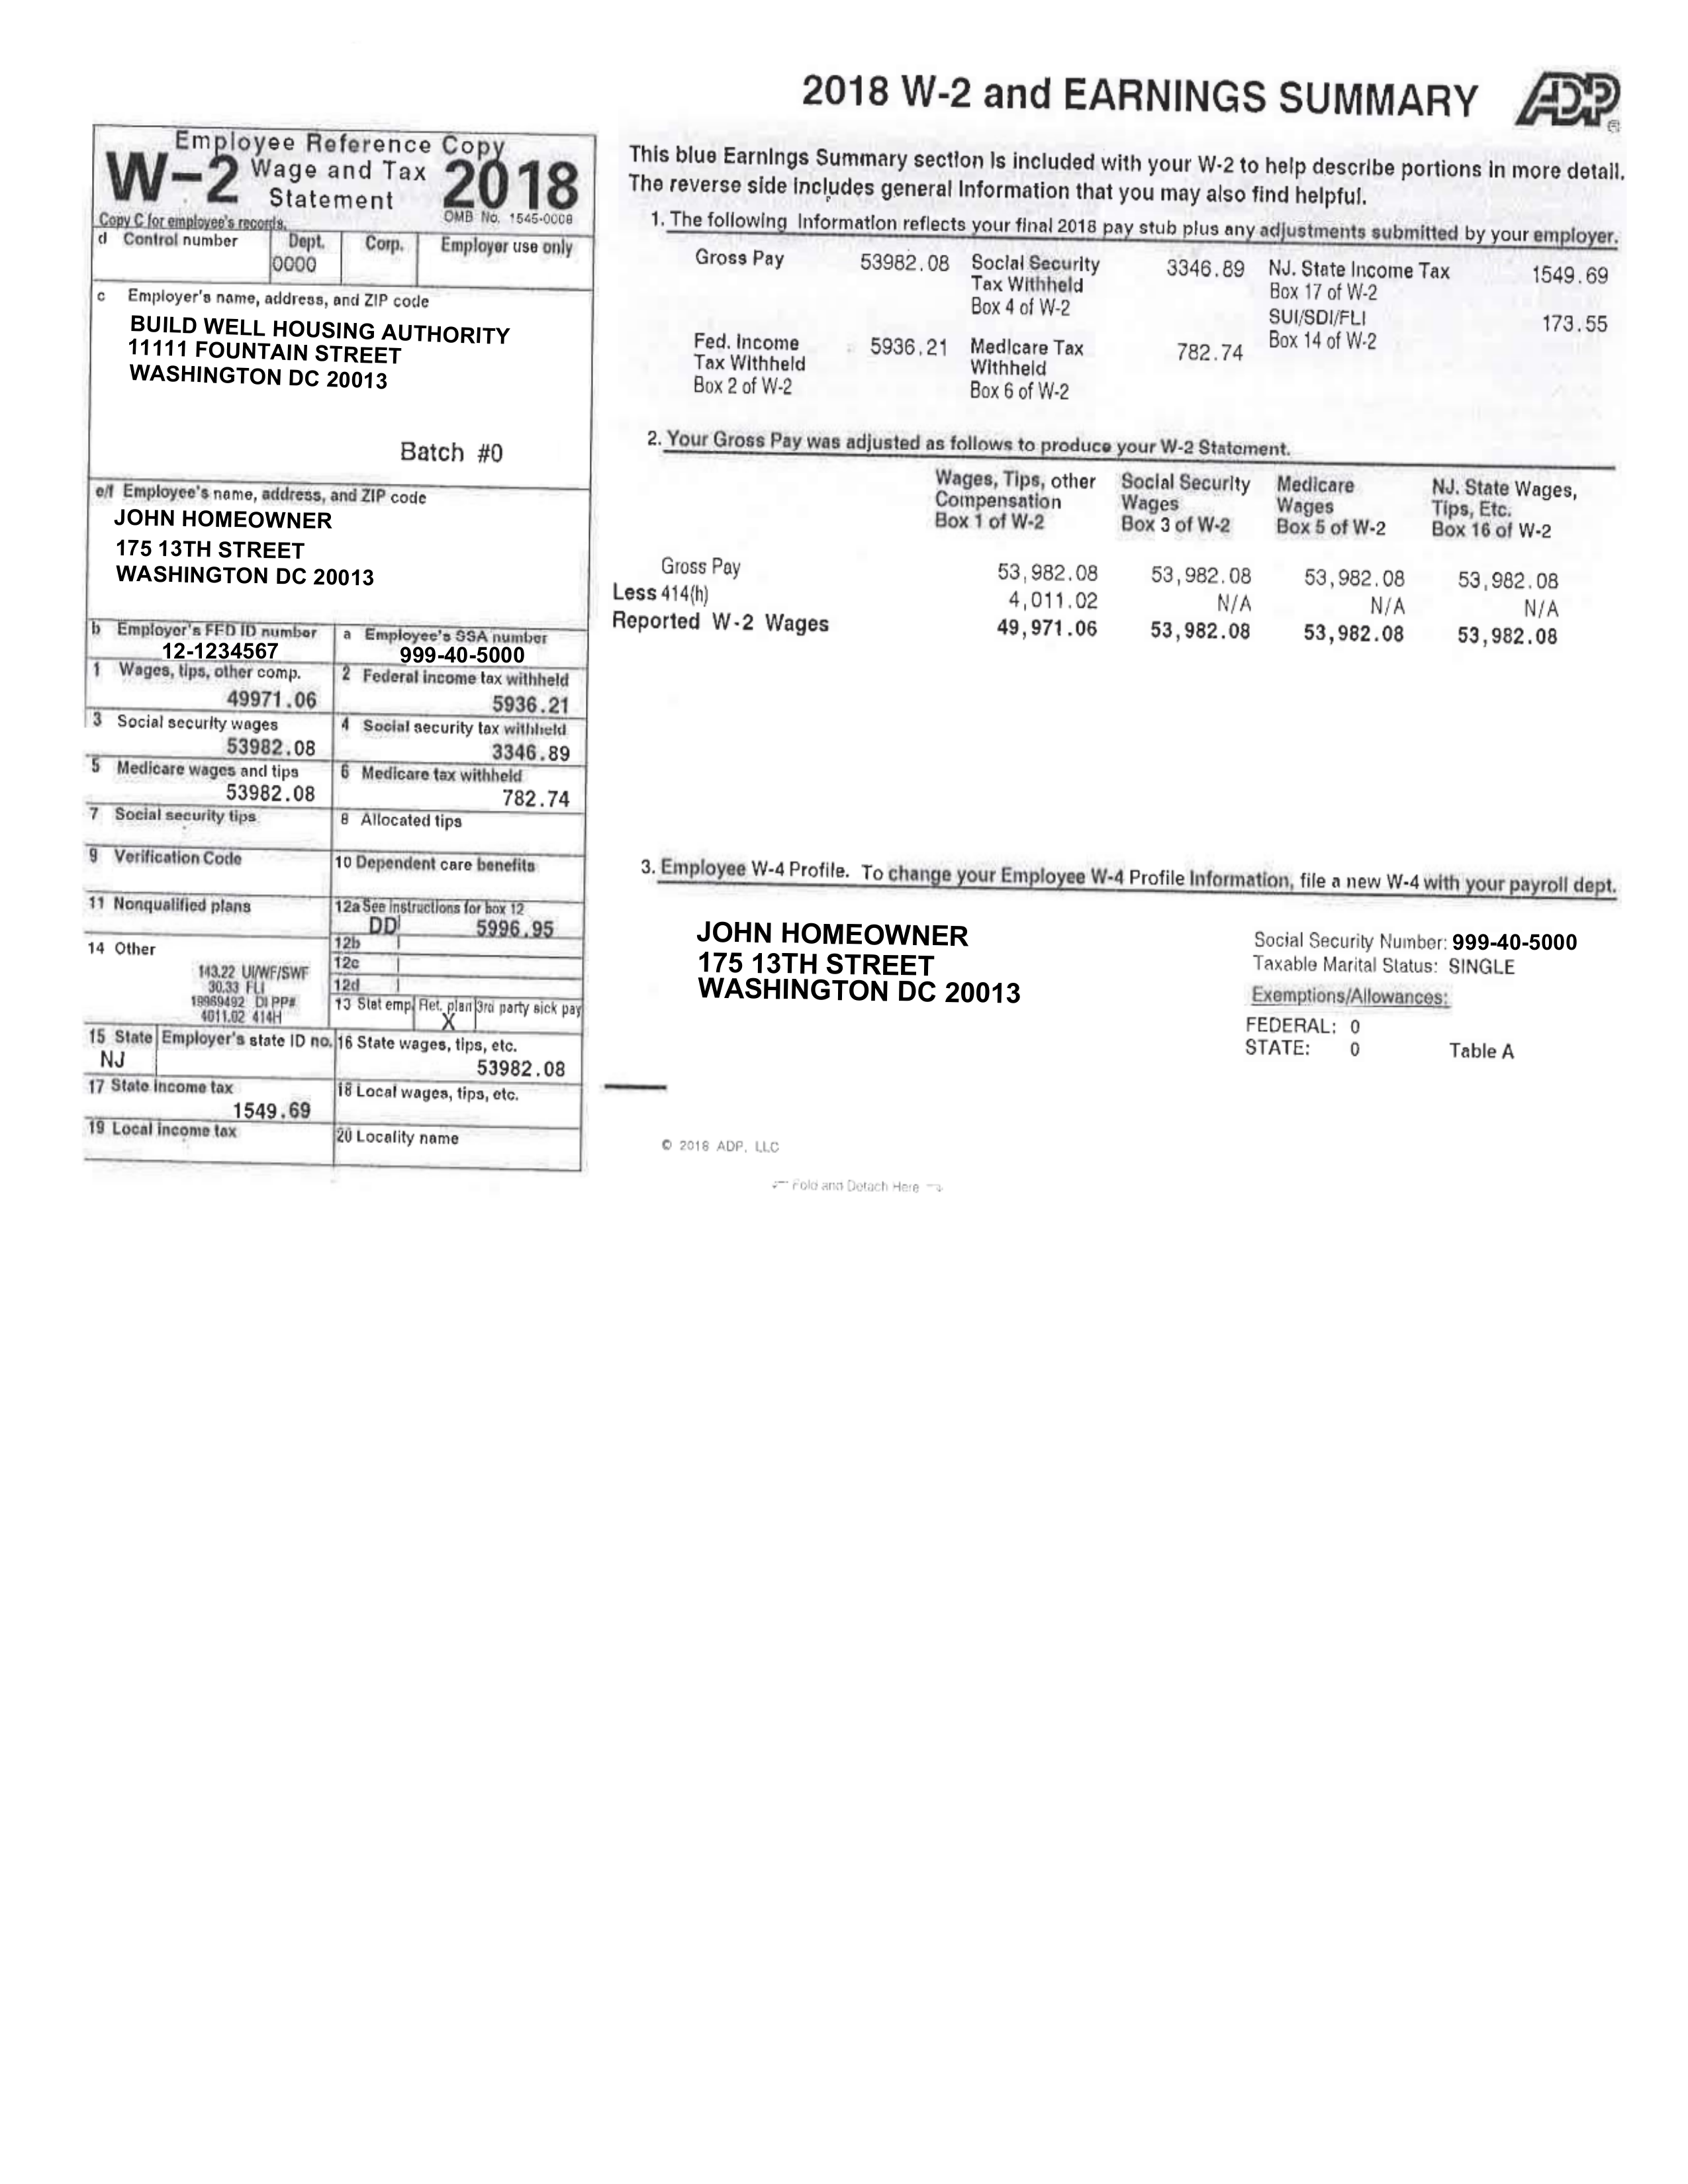 2018 W-2 and EARNINGS SUMMARY ADP ®
Employee Reference Copy
W-2 Wage and Tax Statement 2018
OMB No. 1545-0008
Copy C for employee's records.
d Control number Dept. Corp. Employer use only
0000
c Employer's name, address, and ZIP code
BUILD WELL HOUSING AUTHORITY
11111 FOUNTAIN STREET
WASHINGTON DC 20013
Batch #0
e/f Employee's name, address, and ZIP code
JOHN HOMEOWNER
175 13TH STREET
WASHINGTON DC 20013
b Employer's FED ID number a Employee's SSA number
12-1234567 999-40-5000
1 Wages, tips, other comp. 2 Federal income tax withheld
49971.06 5936.21
3 Social security wages 4 Social security tax withheld
53982.08 3346.89
5 Medicare wages and tips 6 Medicare tax withheld
53982.08 782.74
7 Social security tips 8 Allocated tips
9 Verification Code 10 Dependent care benefits
11 Nonqualified plans 12a See instructions for box 12
DD 5996.95
14 Other 12b
12c
12d
143.22 UI/WF/SWF
30.33 FLI
DI PP#
4011.02 414H
13 Stat emp. Ret. plan 3rd party sick pay
X
15 State Employer's state ID no. 16 State wages, tips, etc.
NJ 53982.08
17 State income tax 18 Local wages, tips, etc.
1549.69
19 Local income tax 20 Locality name
This blue Earnings Summary section is included with your W-2 to help describe portions in more detail.
The reverse side includes general Information that you may also find helpful.
1. The following Information reflects your final 2018 pay stub plus any adjustments submitted by your employer.
Gross Pay 53982.08 Social Security 3346.89 NJ. State Income Tax 1549.69
Tax Withheld Box 17 of W-2
Box 4 of W-2 SUI/SDI/FLI 173.55
Fed. Income 5936.21 Medicare Tax 782.74 Box 14 of W-2
Tax Withheld Withheld
Box 2 of W-2 Box 6 of W-2
2. Your Gross Pay was adjusted as follows to produce your W-2 Statement.
Wages, Tips, other Social Security Medicare NJ. State Wages,
Compensation Wages Wages Tips, Etc.
Box 1 of W-2 Box 3 of W-2 Box 5 of W-2 Box 16 of W-2
Gross Pay 53,982.08 53,982.08 53,982.08 53,982.08
Less 414(h) 4,011.02 N/A N/A N/A
Reported W-2 Wages 49,971.06 53,982.08 53,982.08 53,982.08
3. Employee W-4 Profile. To change your Employee W-4 Profile Information, file a new W-4 with your payroll dept.
JOHN HOMEOWNER
175 13TH STREET
WASHINGTON DC 20013
Social Security Number: 999-40-5000
Taxable Marital Status: SINGLE
Exemptions/Allowances:
FEDERAL: 0
STATE: 0 Table A
© 2018 ADP, LLC
Fold and Detach Here